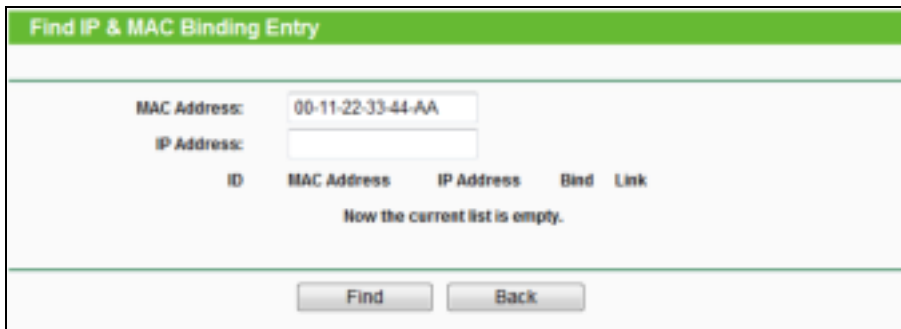 Find IP & MAC Binding Entry
MAC Address: 00-11-22-33-44-AA
IP Address:
ID MAC Address IP Address Bind Link
Now the current list is empty.
Find Back